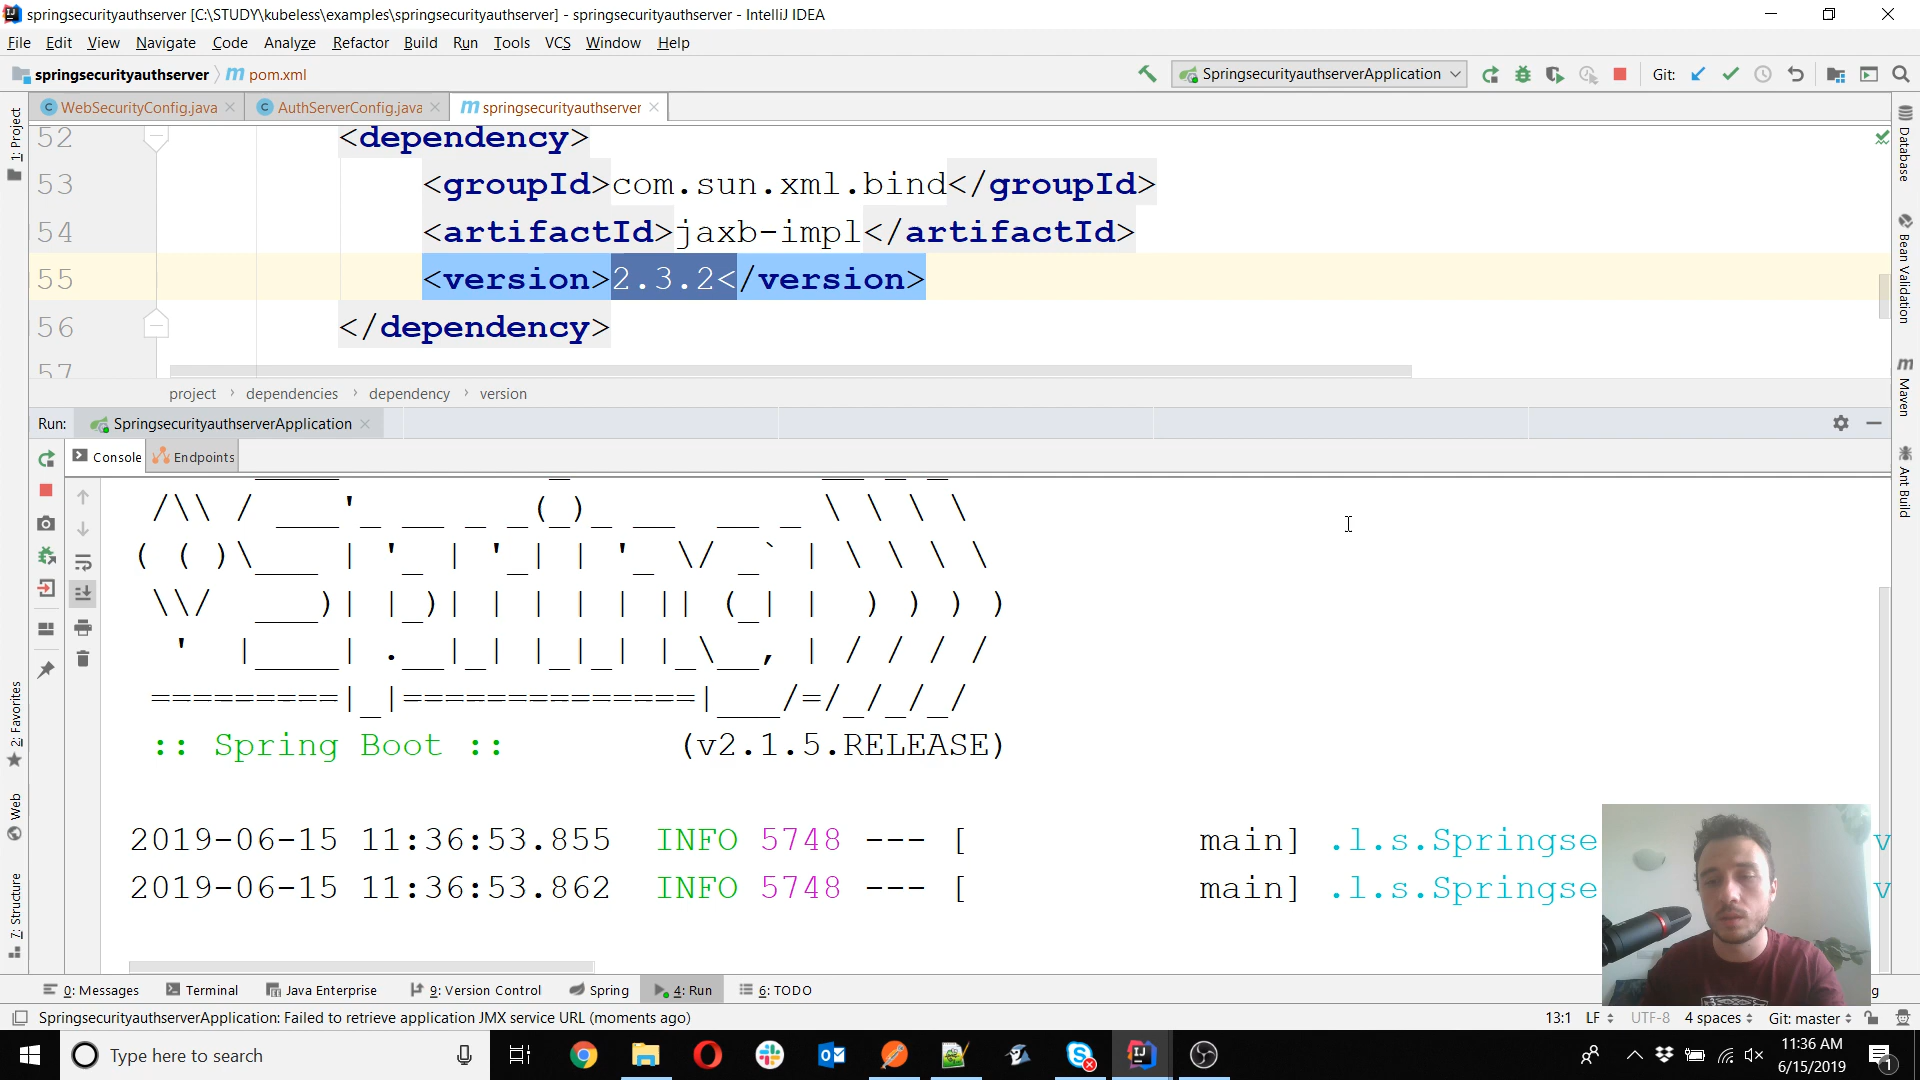 springsecurityauthserver [C:\STUDY\kubeless\examples\springsecurityauthserver] - springsecurityauthserver - IntelliJ IDEA
File Edit View Navigate Code Analyze Refactor Build Run Tools VCS Window Help
springsecurityauthserver m pom.xml SpringsecurityauthserverApplication Git:
WebSecurityConfig.java AuthServerConfig.java springsecurityauthserver
1: Project
Database
Bean Validation
Maven
Ant Build
52 <dependency>
53 <groupId>com.sun.xml.bind</groupId>
54 <artifactId>jaxb-impl</artifactId>
55 <version>2.3.2</version>
56 </dependency>
57
project dependencies dependency version
Run: SpringsecurityauthserverApplication
Console Endpoints
:: Spring Boot :: (v2.1.5.RELEASE)
2019-06-15 11:36:53.855 INFO 5748 --- [ main] .l.s.Springse
2019-06-15 11:36:53.862 INFO 5748 --- [ main] .l.s.Springse
2: Favorites
Web
7: Structure
0: Messages Terminal Java Enterprise 9: Version Control Spring 4: Run 6: TODO
SpringsecurityauthserverApplication: Failed to retrieve application JMX service URL (moments ago) 13:1 LF UTF-8 4 spaces Git: master
Type here to search
11:36 AM
6/15/2019
1